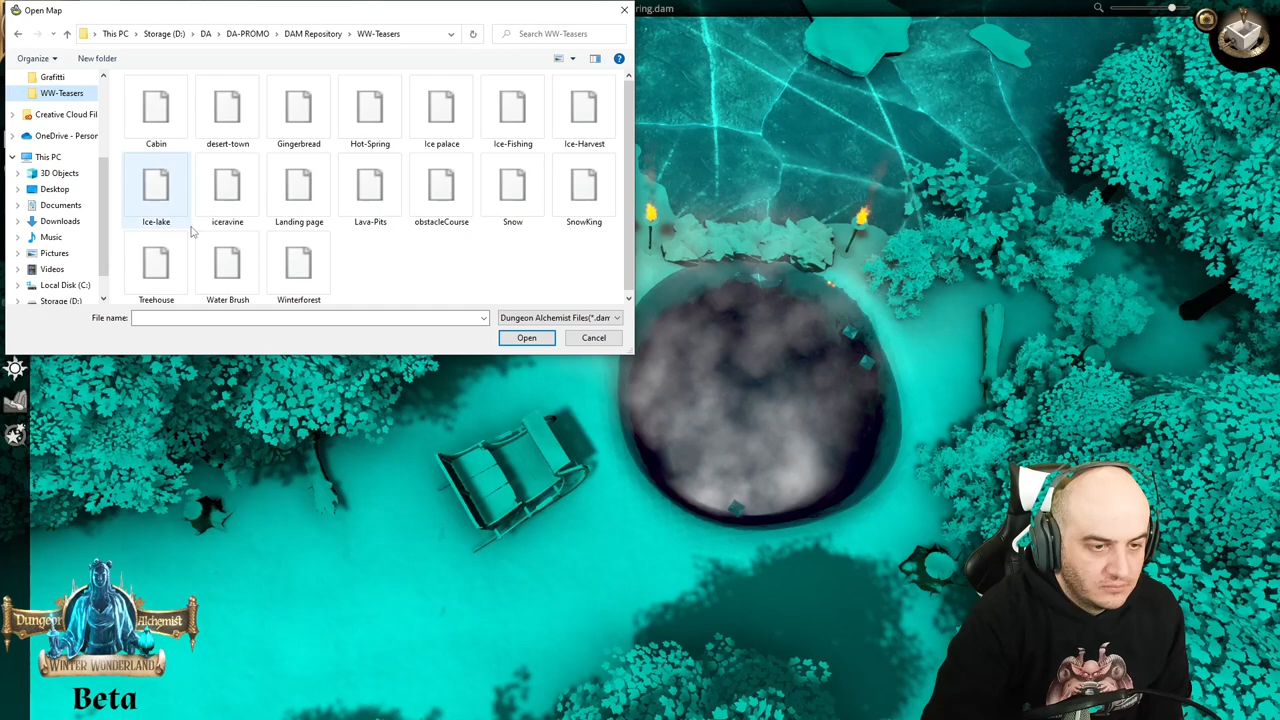 Open Map
ring.dam
This PC > Storage (D:) > DA > DA-PROMO > DAM Repository > WW-Teasers
Search WW-Teasers
Organize
New folder
Grafitti
WW-Teasers
Creative Cloud Fil
OneDrive - Person
This PC
3D Objects
Desktop
Documents
Downloads
Music
Pictures
Videos
Local Disk (C:)
Storage (D:)
Cabin
desert-town
Gingerbread
Hot-Spring
Ice palace
Ice-Fishing
Ice-Harvest
Ice-lake
iceravine
Landing page
Lava-Pits
obstacleCourse
Snow
SnowKing
Treehouse
Water Brush
Winterforest
File name:
Dungeon Alchemist Files(*.dam
Open
Cancel
Dungeon Alchemist
WINTER WONDERLAND
Beta